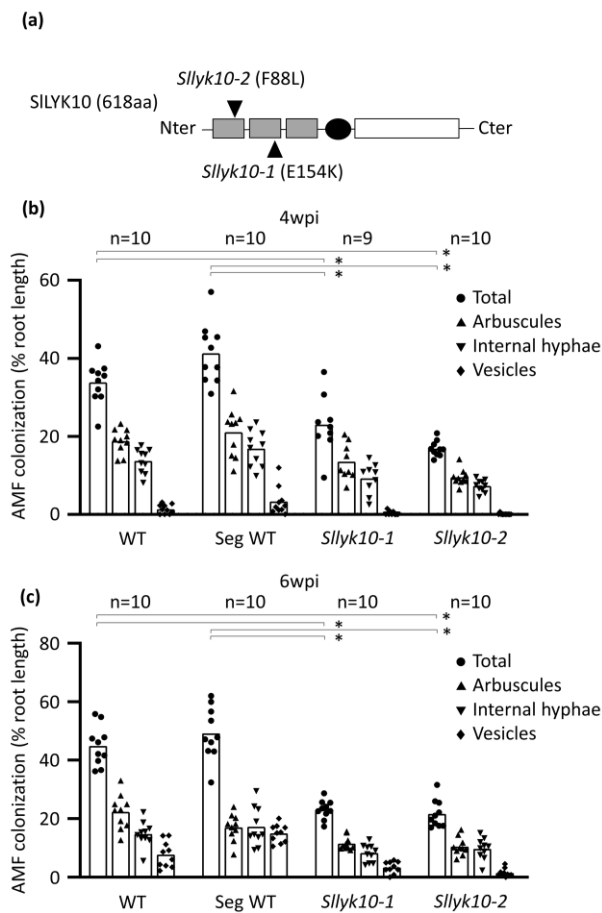 (a)
Sllyk10-2 (F88L)
SlLYK10 (618aa)
Nter
Cter
Sllyk10-1 (E154K)
(b)
4wpi
n=10 n=10 n=9 n=10
*
* *
*
AMF colonization (% root length)
60
40
20
0
Total
Arbuscules
Internal hyphae
Vesicles
WT Seg WT Sllyk10-1 Sllyk10-2
(c)
6wpi
n=10 n=10 n=10 n=10
*
* *
*
AMF colonization (% root length)
80
60
40
20
0
Total
Arbuscules
Internal hyphae
Vesicles
WT Seg WT Sllyk10-1 Sllyk10-2